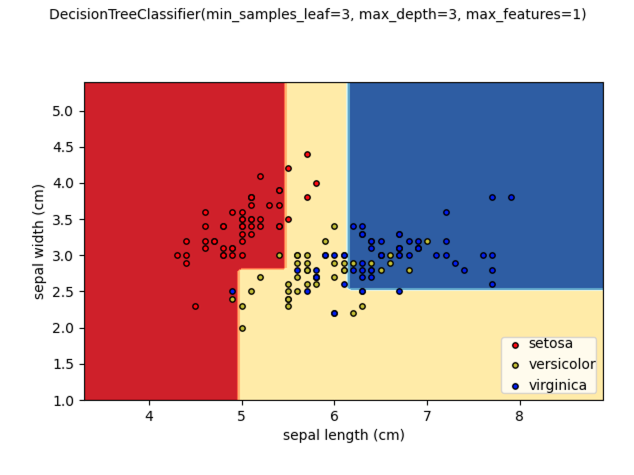 DecisionTreeClassifier(min_samples_leaf=3, max_depth=3, max_features=1)
5.0
4.5
4.0
3.5
3.0
2.5
2.0
1.5
1.0
sepal width (cm)
setosa
versicolor
virginica
4 5 6 7 8
sepal length (cm)